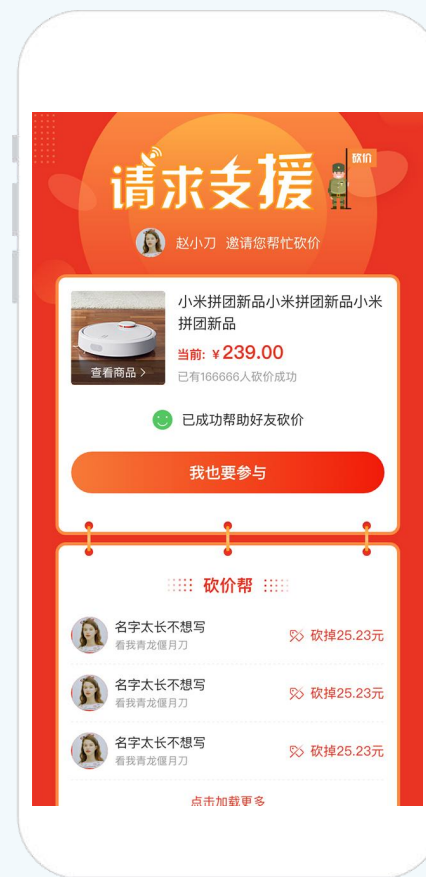 请求支援
砍价
赵小刀 邀请您帮忙砍价
小米拼团新品小米拼团新品小米
拼团新品
当前: ¥239.00
查看商品 >
已有166666人砍价成功
已成功帮助好友砍价
我也要参与
砍价帮
名字太长不想写
看我青龙偃月刀
砍掉25.23元
名字太长不想写
看我青龙偃月刀
砍掉25.23元
名字太长不想写
看我青龙偃月刀
砍掉25.23元
点击加载更多